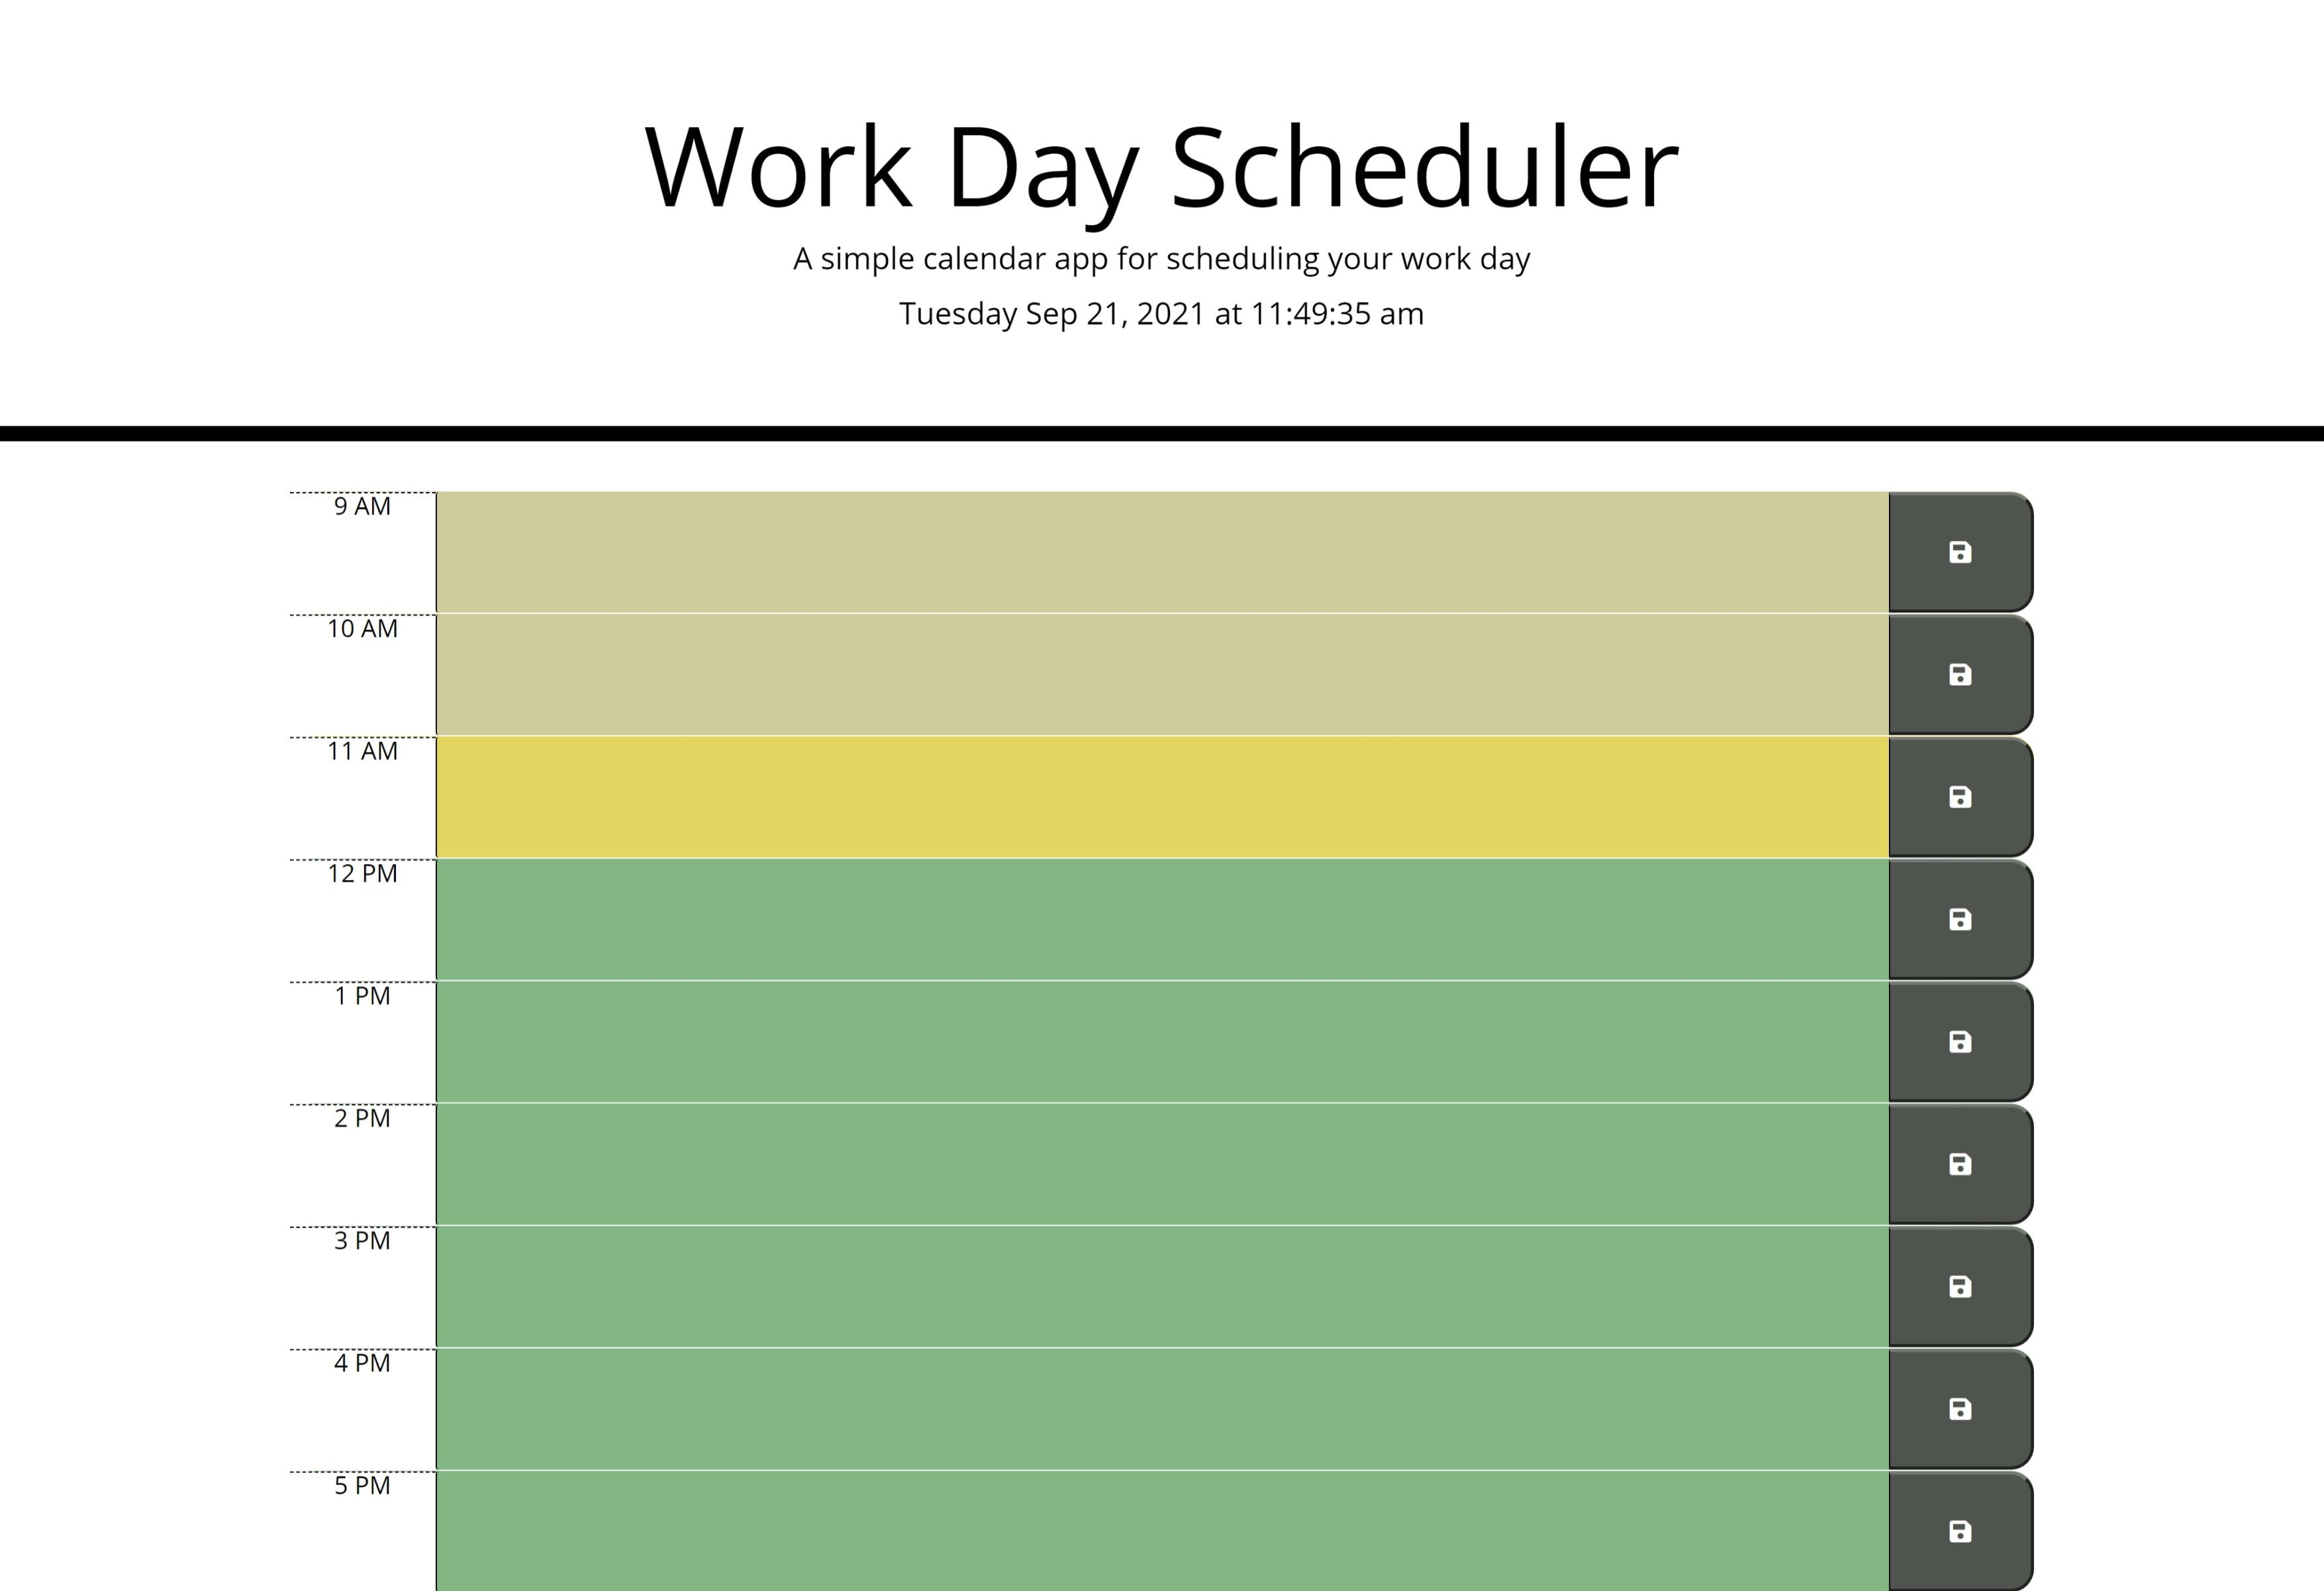 Work Day Scheduler
A simple calendar app for scheduling your work day
Tuesday Sep 21, 2021 at 11:49:35 am
9 AM
10 AM
11 AM
12 PM
1 PM
2 PM
3 PM
4 PM
5 PM